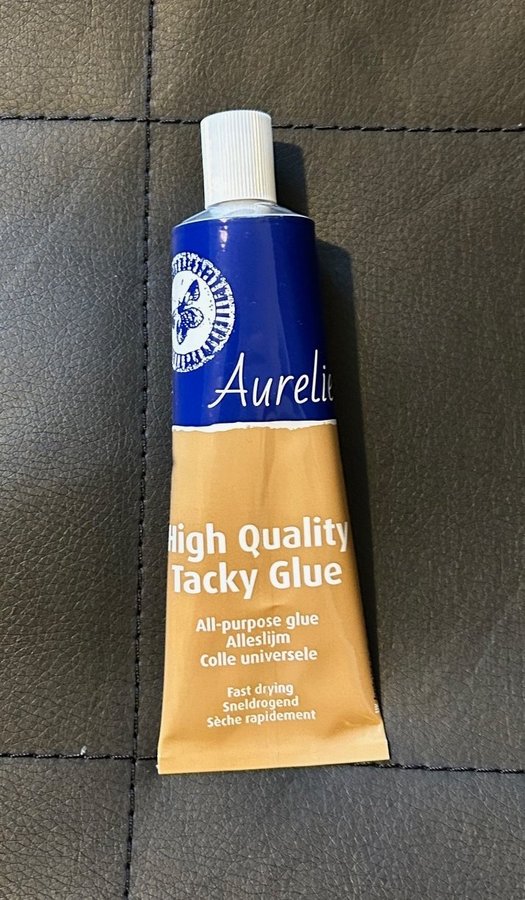 Aurelie
High Quality
Tacky Glue
All-purpose glue
Alleslijm
Colle universele
Fast drying
Sneldrogend
Sèche rapidement